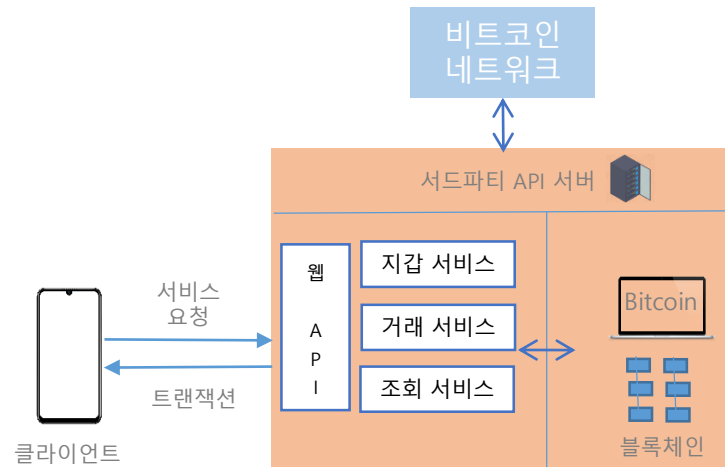 비트코인
네트워크
서드파티 API 서버
웹
A
P
I
지갑 서비스
거래 서비스
조회 서비스
서비스
요청
트랜잭션
클라이언트
Bitcoin
블록체인